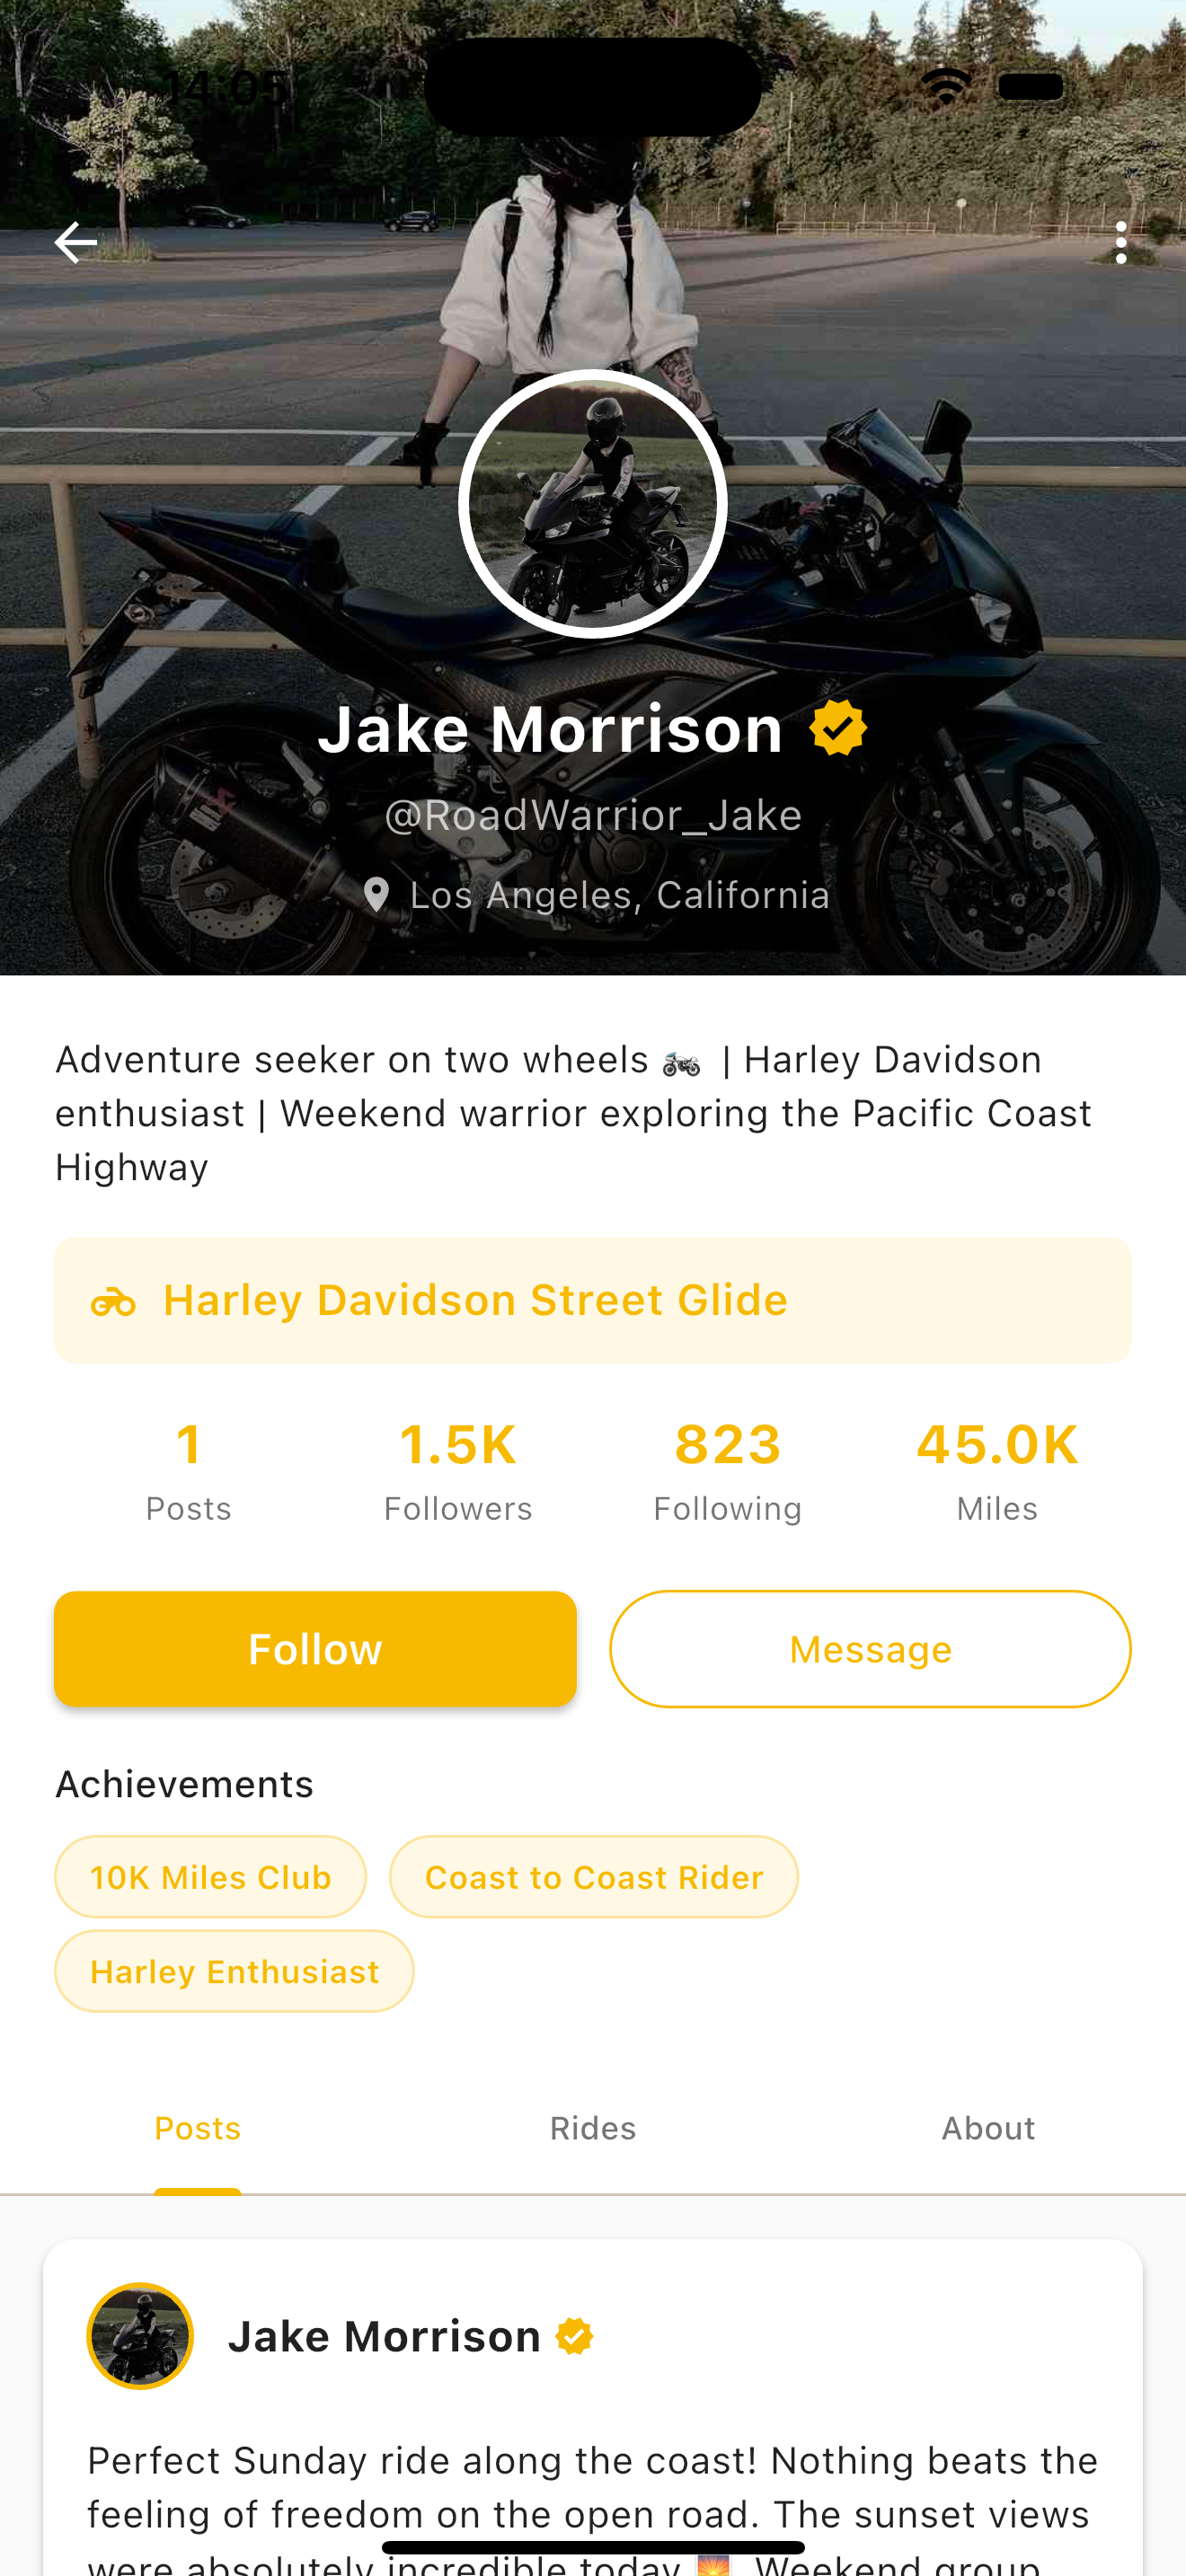 14:05
Jake Morrison
@RoadWarrior_Jake
Los Angeles, California
Adventure seeker on two wheels 🏍️ | Harley Davidson
enthusiast | Weekend warrior exploring the Pacific Coast
Highway
Harley Davidson Street Glide
1
Posts
1.5K
Followers
823
Following
45.0K
Miles
Follow
Message
Achievements
10K Miles Club
Coast to Coast Rider
Harley Enthusiast
Posts
Rides
About
Jake Morrison
Perfect Sunday ride along the coast! Nothing beats the
feeling of freedom on the open road. The sunset views
were absolutely incredible today 🌅 Weekend group